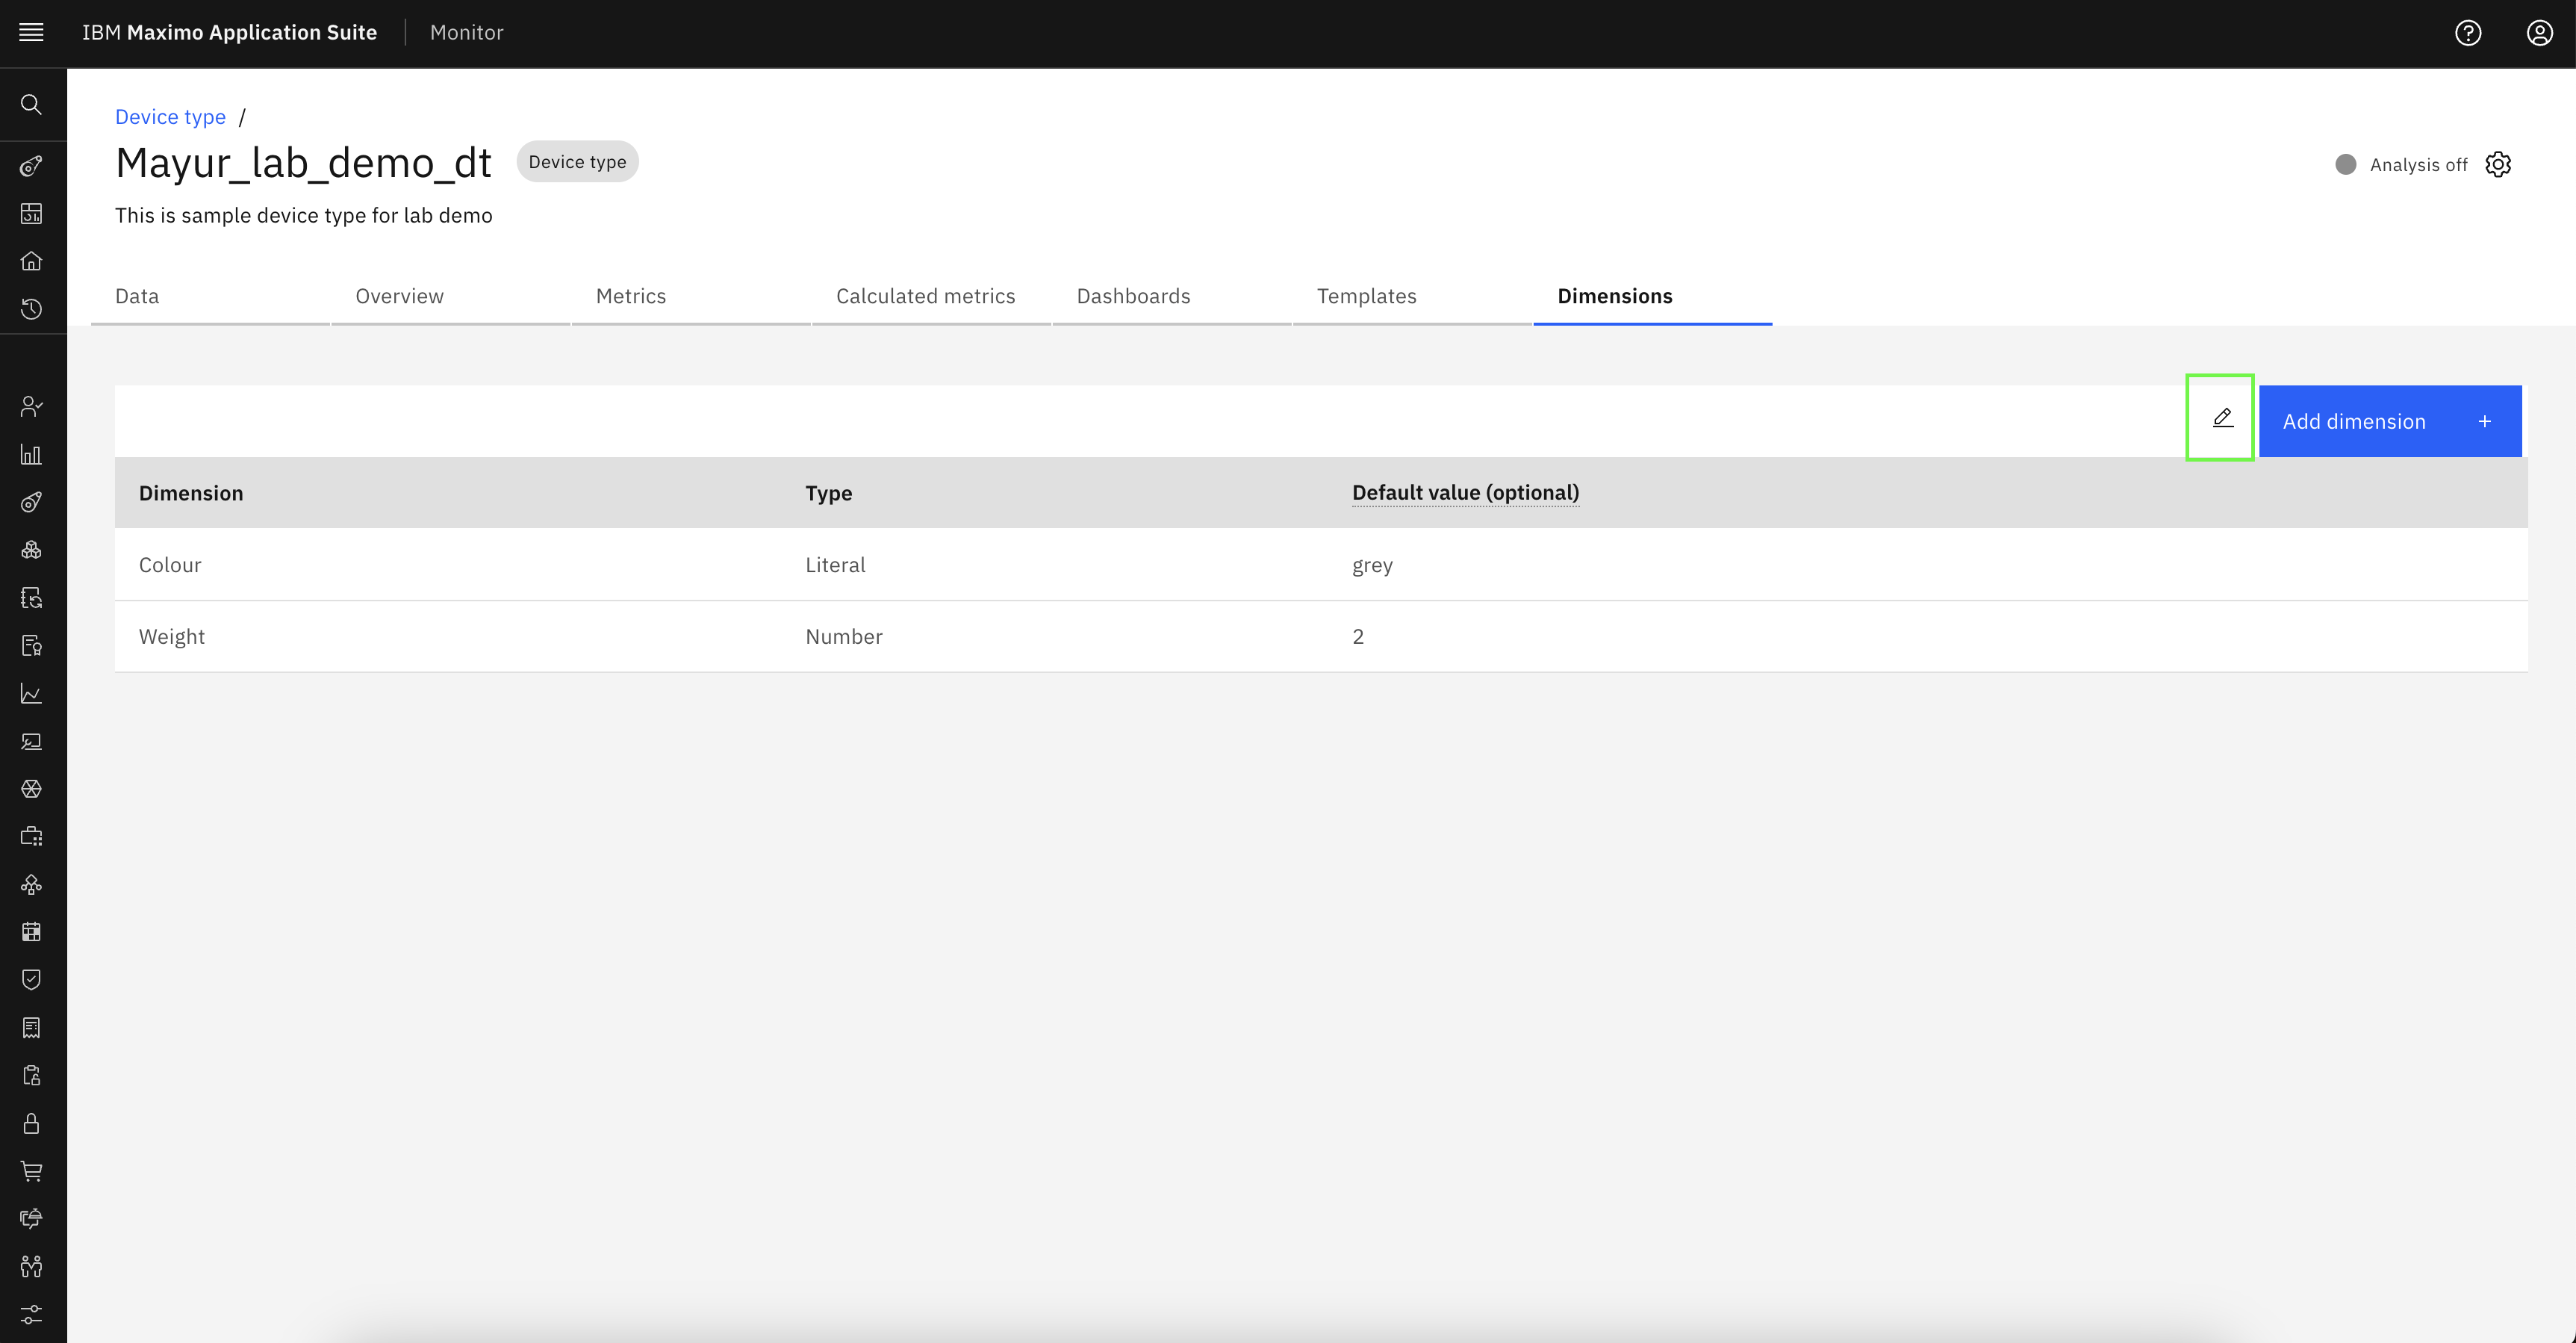 IBM Maximo Application Suite Monitor
Device type /
Mayur_lab_demo_dt Device type
Analysis off
This is sample device type for lab demo
Data Overview Metrics Calculated metrics Dashboards Templates Dimensions
Add dimension +
Dimension Type Default value (optional)
Colour Literal grey
Weight Number 2